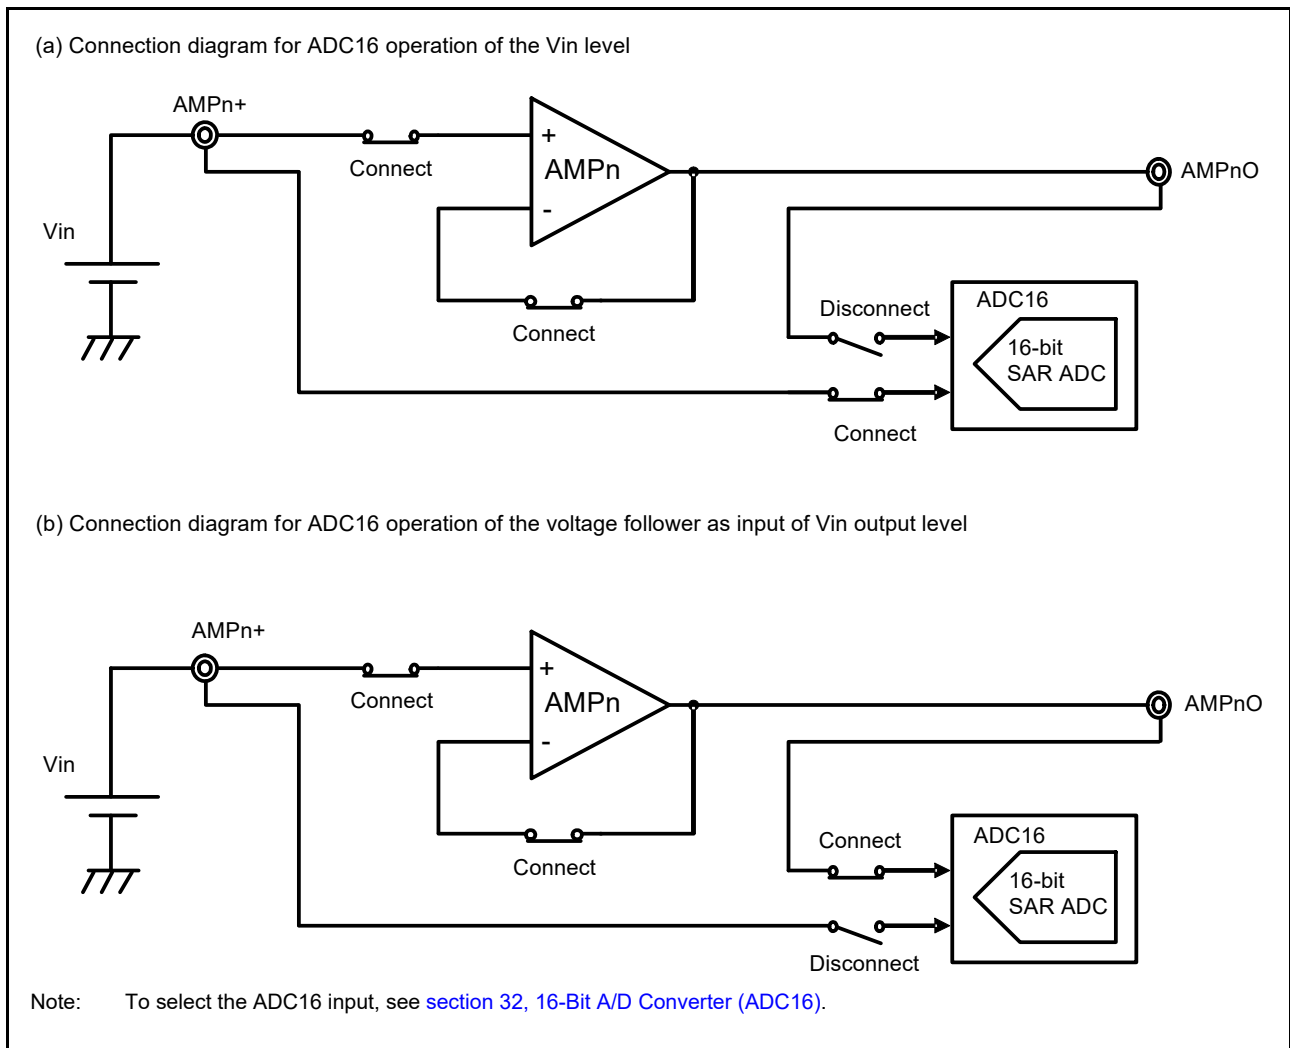 (a) Connection diagram for ADC16 operation of the Vin level
AMPn+
+
Connect
AMPn
AMPnO
-
Vin
ADC16
Disconnect
Connect
16-bit
SAR ADC
Connect
(b) Connection diagram for ADC16 operation of the voltage follower as input of Vin output level
AMPn+
+
Connect
AMPn
AMPnO
-
Vin
Connect
ADC16
Connect
16-bit
SAR ADC
Disconnect
Note: To select the ADC16 input, see section 32, 16-Bit A/D Converter (ADC16).